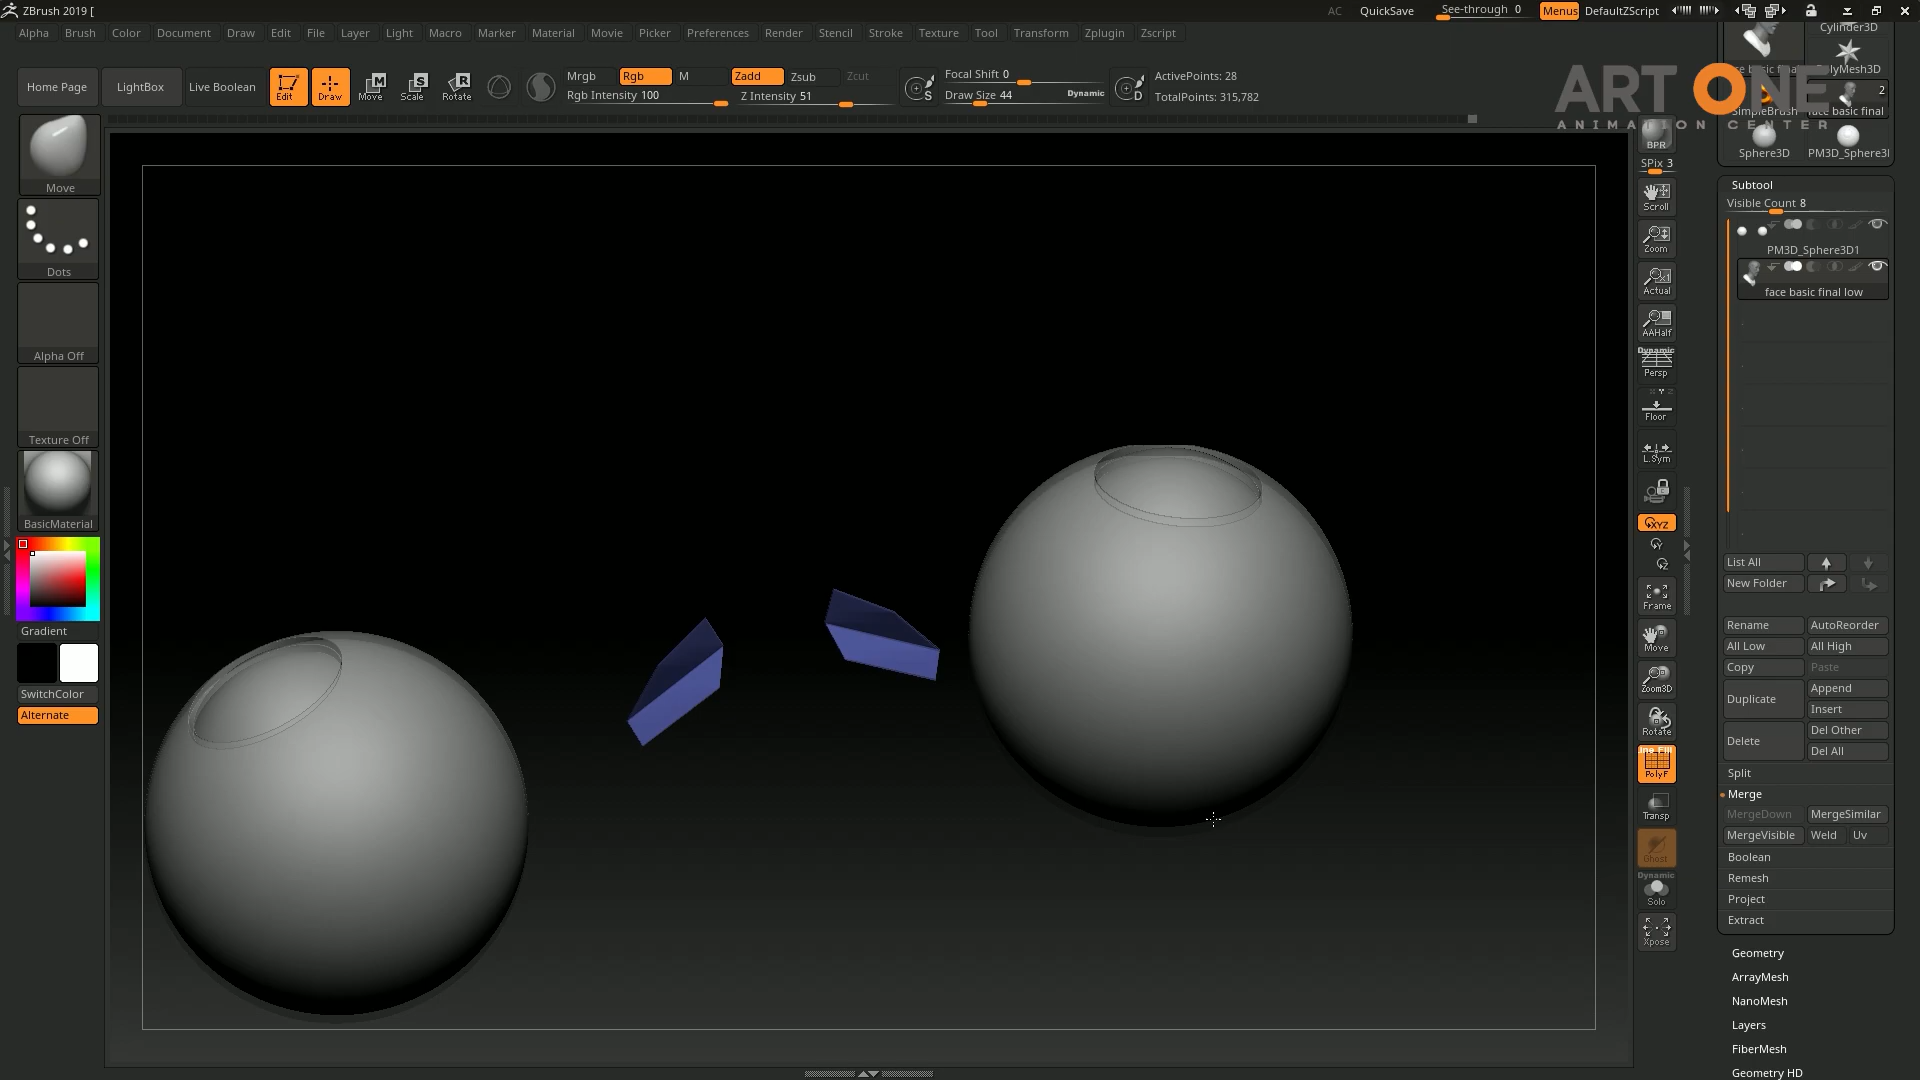 ZBrush 2019 [
AC QuickSave See-through 0 Menus DefaultZScript
Alpha Brush Color Document Draw Edit File Layer Light Macro Marker Material Movie Picker Preferences Render Stencil Stroke Texture Tool Transform Zplugin Zscript
Home Page LightBox Live Boolean Edit Draw Move Scale Rotate
Mrgb Rgb M Zadd Zsub Zcut
Rgb Intensity 100 Z Intensity 51
Focal Shift 0
Draw Size 44 Dynamic
ActivePoints: 28
TotalPoints: 315,782
ART ONE
ANIMATION CENTER
Move
Dots
Alpha Off
Texture Off
BasicMaterial
Gradient
SwitchColor
Alternate
BPR
SPix 3
Scroll
Zoom
Actual
AAHalf
Dynamic
Persp
Floor
L.Sym
XYZ
Frame
Move
Zoom3D
Rotate
Line Fill
PolyF
Transp
Ghost
Dynamic
Solo
Xpose
Cylinder3D
PolyMesh3D
2
SimpleBrush face basic final
Sphere3D PM3D_Sphere3I
Subtool
Visible Count 8
PM3D_Sphere3D1
face basic final low
List All
New Folder
Rename AutoReorder
All Low All High
Copy Paste
Duplicate Append
Insert
Delete Del Other
Del All
Split
Merge
MergeDown MergeSimilar
MergeVisible Weld Uv
Boolean
Remesh
Project
Extract
Geometry
ArrayMesh
NanoMesh
Layers
FiberMesh
Geometry HD